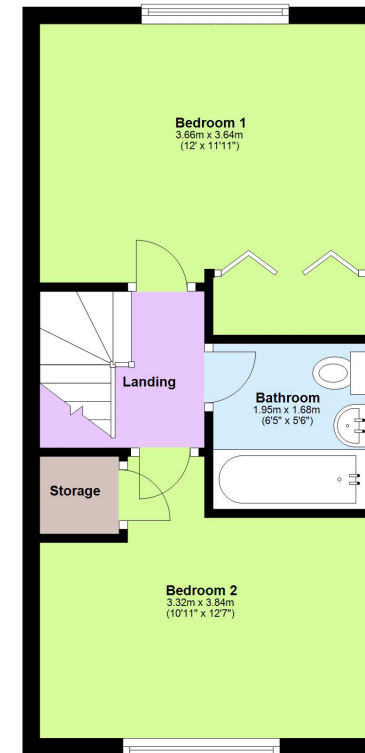 Bedroom 1
3.66m x 3.64m
(12' x 11'11")
Landing
Bathroom
1.95m x 1.68m
(6'5" x 5'6")
Storage
Bedroom 2
3.32m x 3.84m
(10'11" x 12'7")